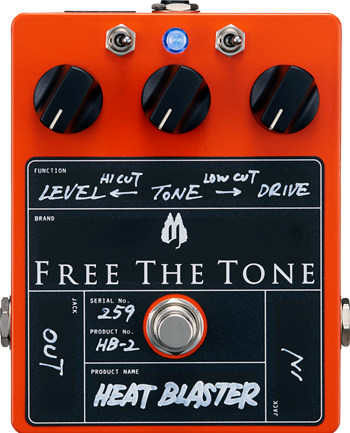 FUNCTION
HI CUT LOW CUT
LEVEL ← TONE → DRIVE
BRAND
FREE THE TONE
JACK
OUT
SERIAL No.
259
PRODUCT No.
HB-2
IN
JACK
PRODUCT NAME
HEAT BLASTER